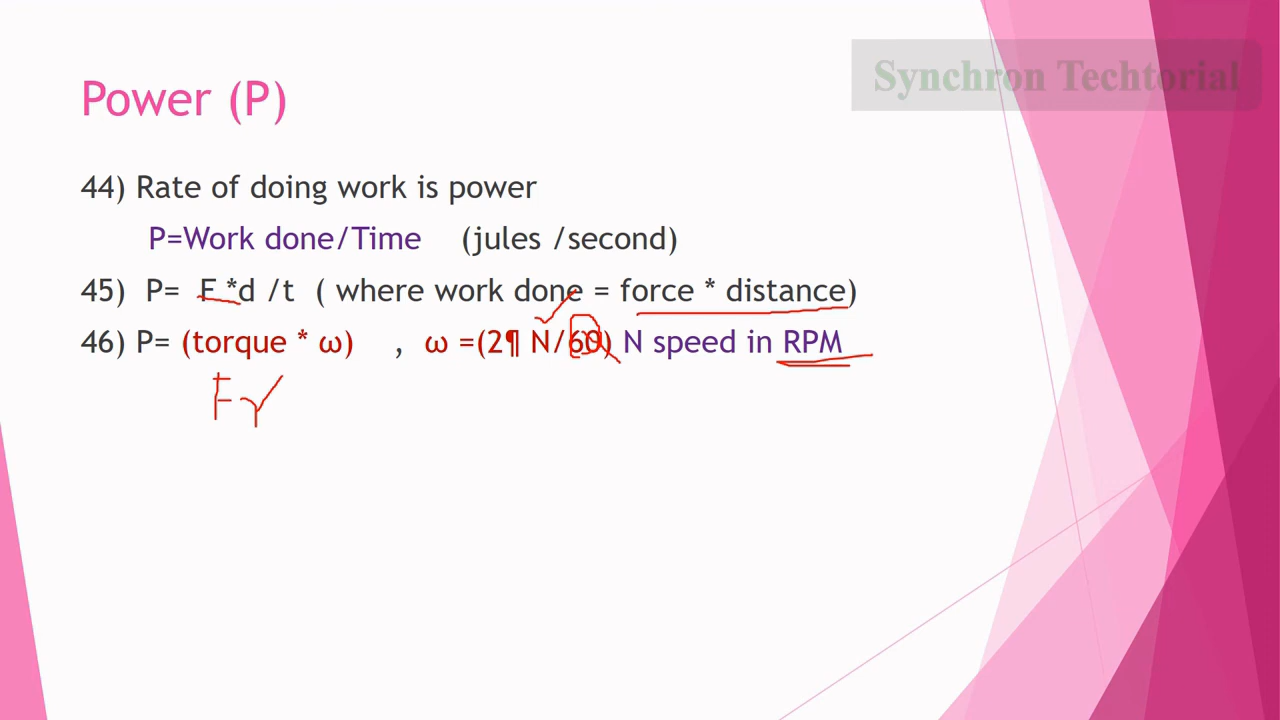 Synchron Techtorial
Power (P)
44) Rate of doing work is power
P=Work done/Time (jules /second)
45) P= F *d /t ( where work done = force * distance)
46) P= (torque * ω) , ω =(2¶ N/60) N speed in RPM
Fr